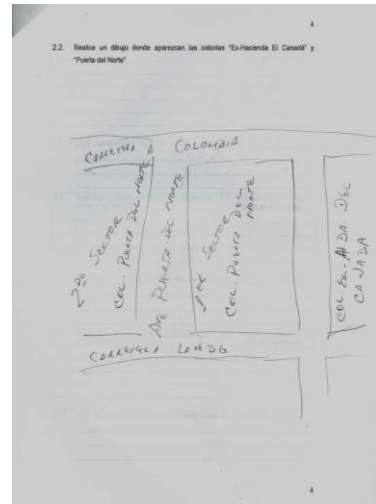 4
2.2. Realice un dibujo donde aparezcan las colonias "Ex-Hacienda El Canadá" y
"Puerta del Norte"
CARRETERA A COLOMBIA
2DO SECTOR
COL. PUERTA DEL NORTE
AVE PUERTA DEL NORTE
1ER SECTOR
COL. PUERTA DEL
NORTE
COL. EX. HDA. DEL
CANADA
CARRETERA LAREDO
4